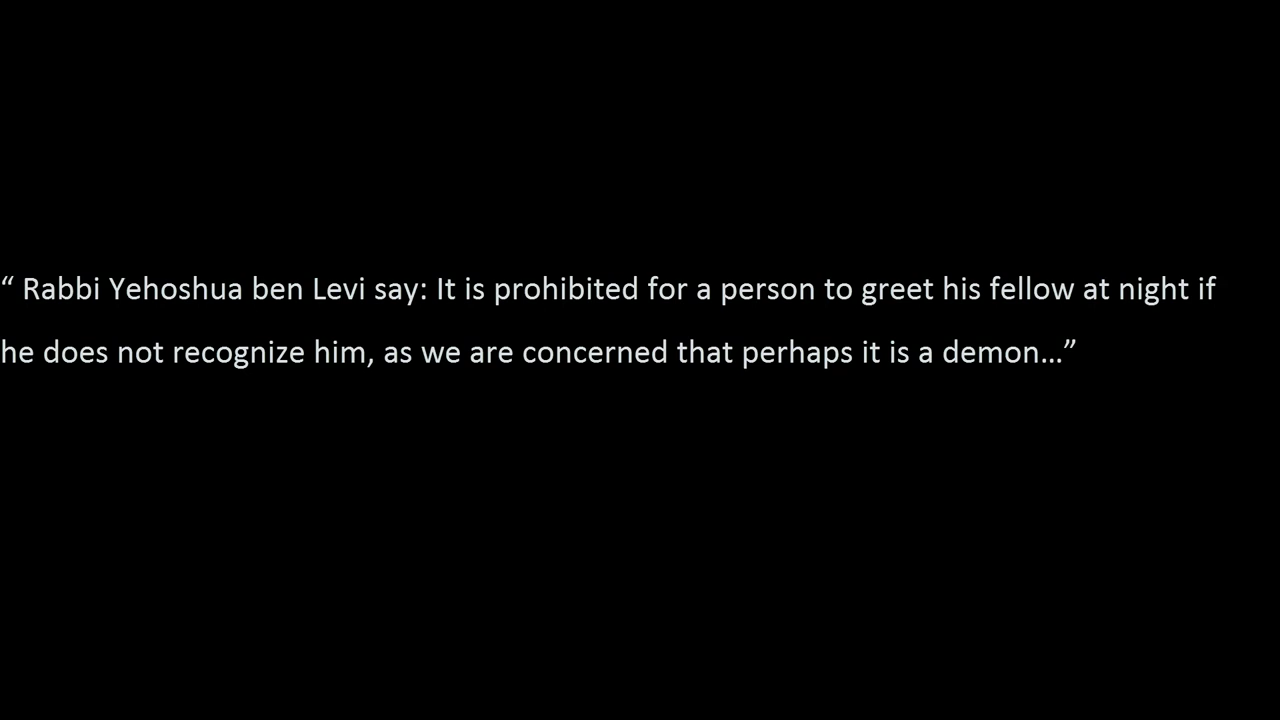 “ Rabbi Yehoshua ben Levi say: It is prohibited for a person to greet his fellow at night if
he does not recognize him, as we are concerned that perhaps it is a demon…”